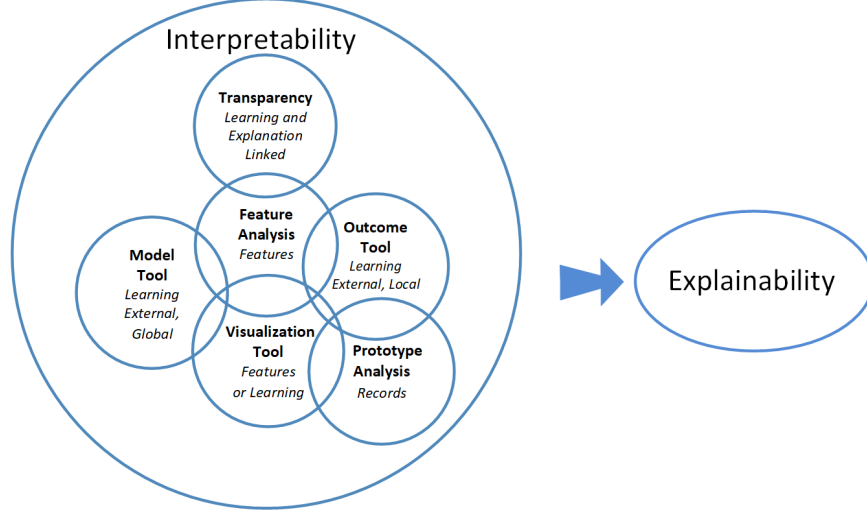 Interpretability
Transparency
Learning and
Explanation
Linked
Feature
Analysis
Features
Outcome
Tool
Learning
External, Local
Model
Tool
Learning
External,
Global
Visualization
Tool
Features
or Learning
Prototype
Analysis
Records
Explainability